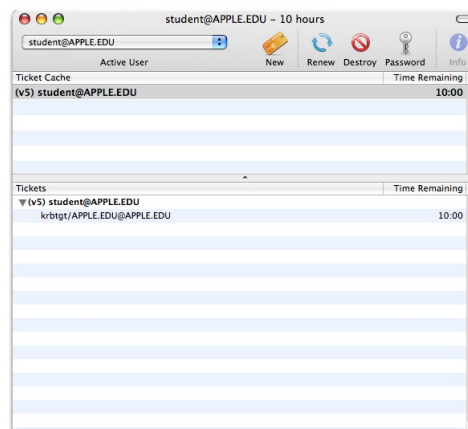 student@APPLE.EDU – 10 hours
student@APPLE.EDU
Active User New Renew Destroy Password Info
Ticket Cache Time Remaining
(v5) student@APPLE.EDU 10:00
Tickets Time Remaining
(v5) student@APPLE.EDU
krbtgt/APPLE.EDU@APPLE.EDU 10:00